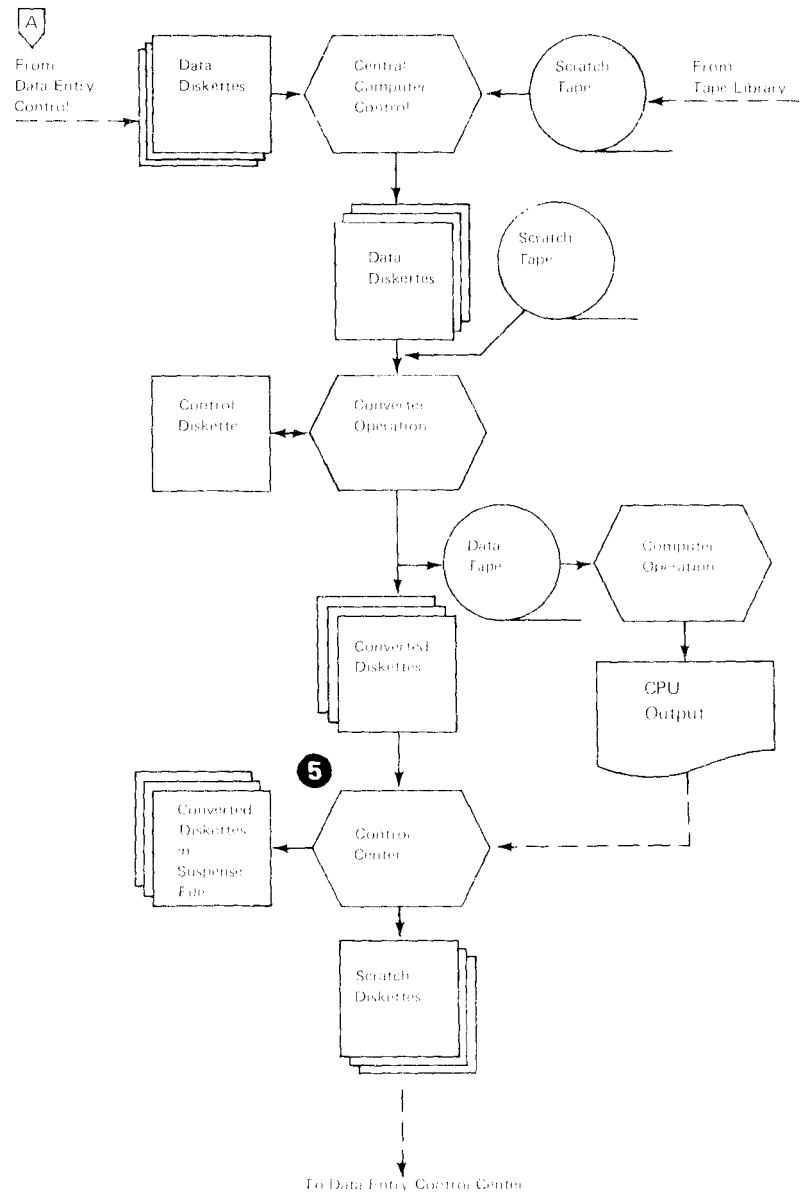 A
From
Data Entry
Control
Data
Diskettes
Central
Computer
Control
Scratch
Tape
From
Tape Library
Data
Diskettes
Scratch
Tape
Control
Diskette
Converter
Operation
Data
Tape
Computer
Operation
Converted
Diskettes
CPU
Output
5
Converted
Diskettes
in
Suspense
File
Control
Center
Scratch
Diskettes
To Data Entry Control Center